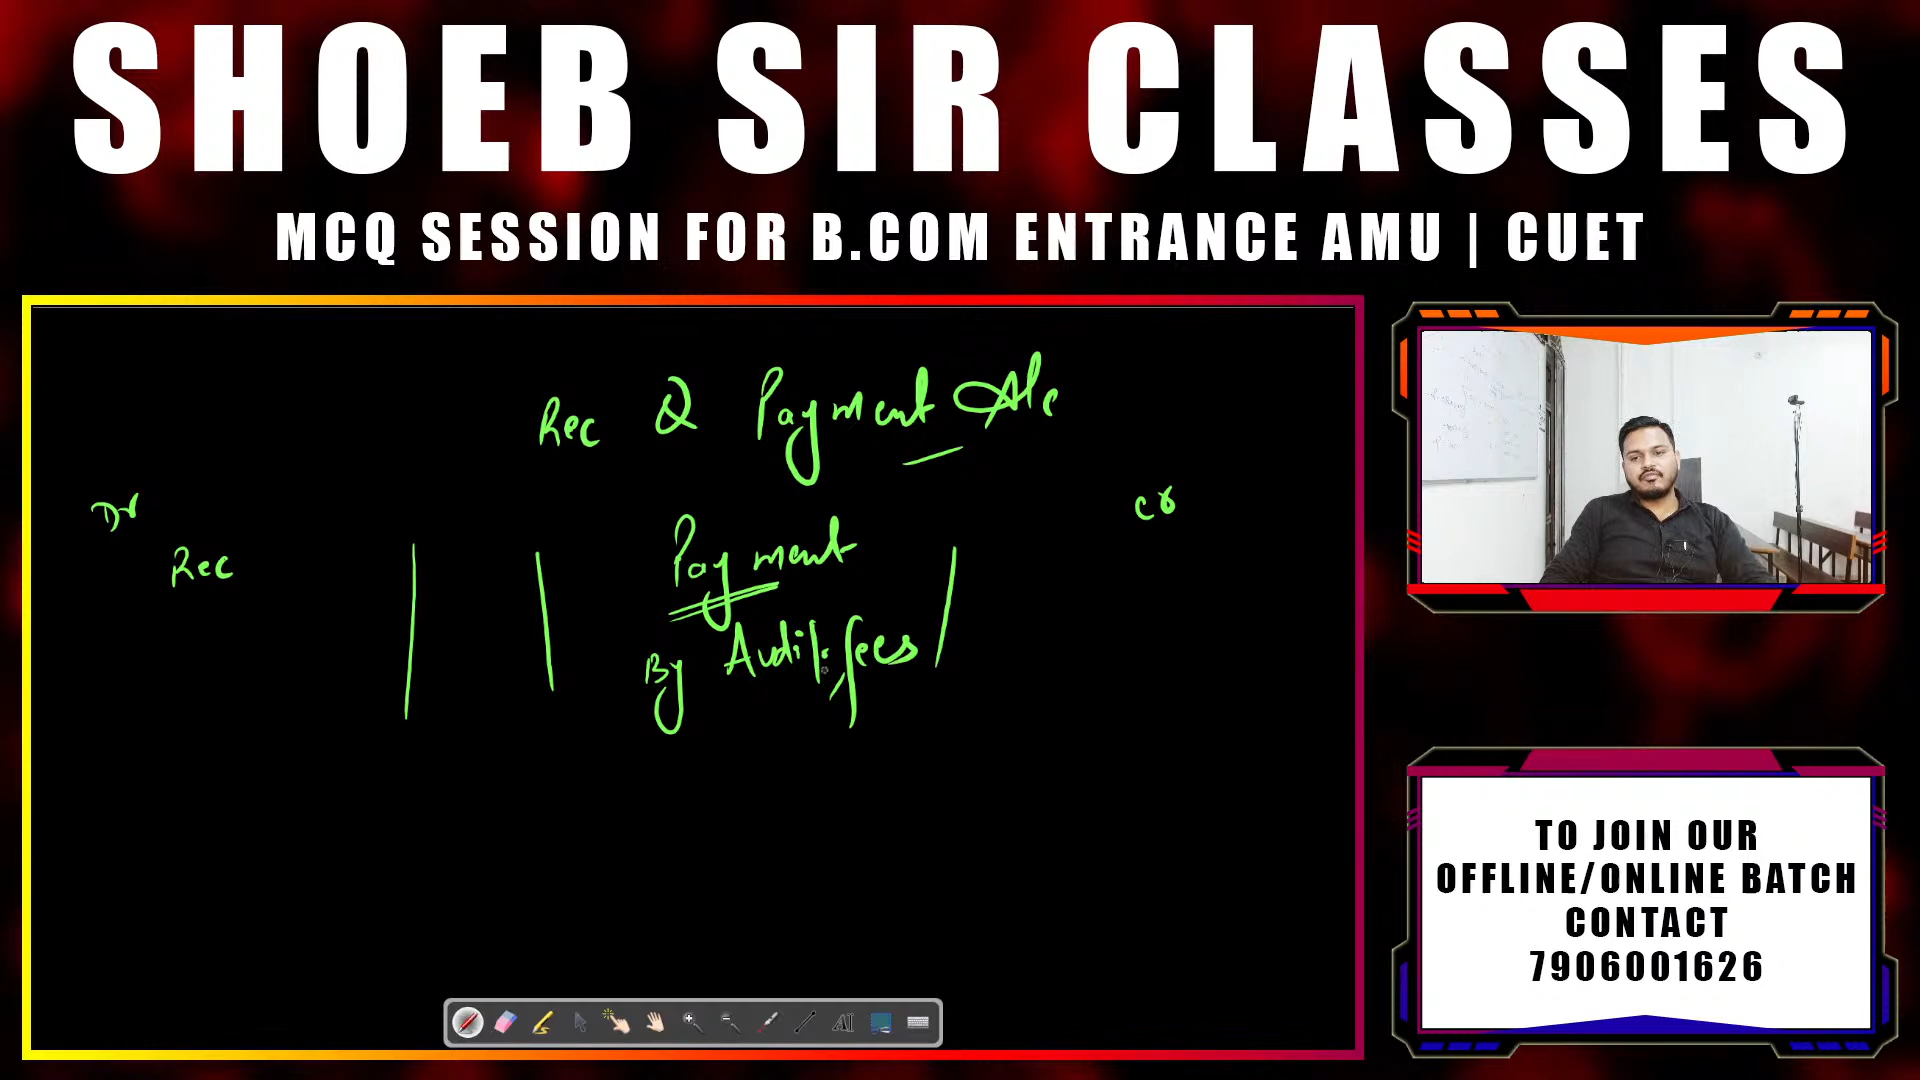 SHOEB SIR CLASSES
MCQ SESSION FOR B.COM ENTRANCE AMU | CUET
Rec & Payment A/c
Dr
Cr
Rec
Payment
By Audit fees
AI
TO JOIN OUR
OFFLINE/ONLINE BATCH
CONTACT
7906001626